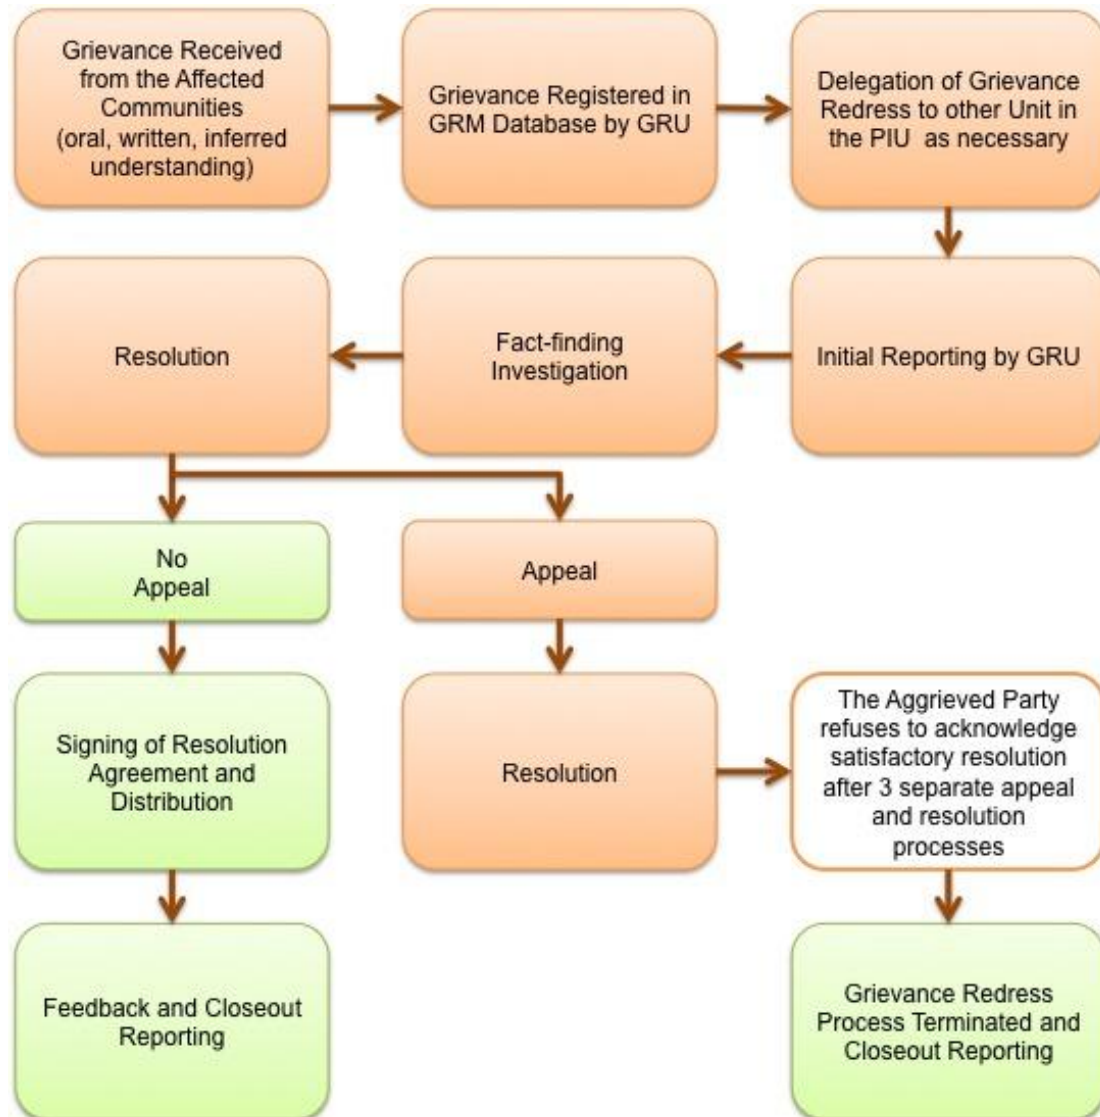 Grievance Received
from the Affected
Communities
(oral, written, inferred
understanding)
Grievance Registered in
GRM Database by GRU
Delegation of Grievance
Redress to other Unit in
the PIU as necessary
Resolution
Fact-finding
Investigation
Initial Reporting by GRU
No
Appeal
Appeal
Signing of Resolution
Agreement and
Distribution
Resolution
The Aggrieved Party
refuses to acknowledge
satisfactory resolution
after 3 separate appeal
and resolution
processes
Feedback and Closeout
Reporting
Grievance Redress
Process Terminated and
Closeout Reporting